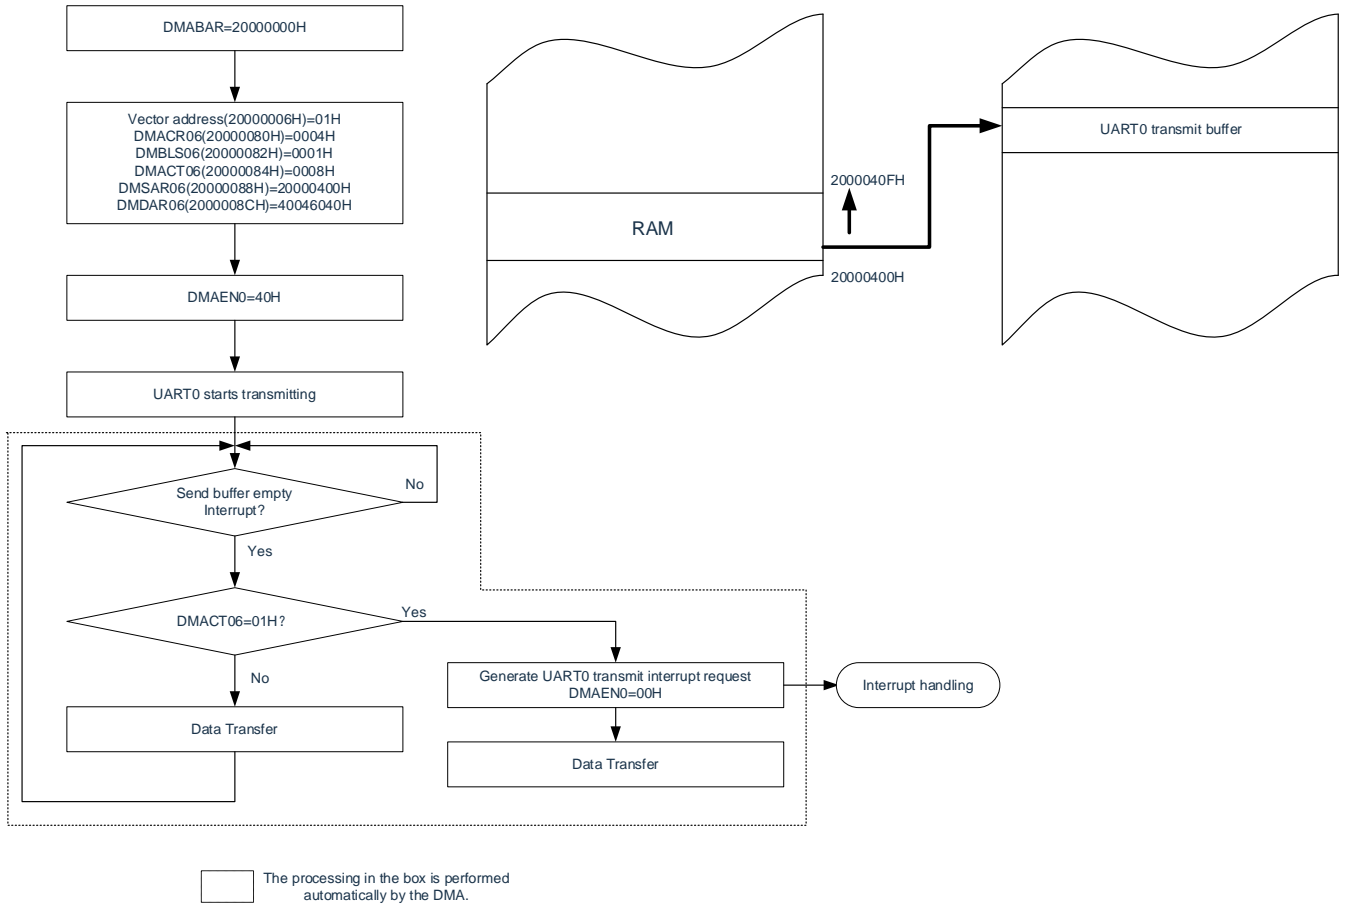 DMABAR=20000000H
Vector address(20000006H)=01H
DMACR06(20000080H)=0004H
DMBLS06(20000082H)=0001H
DMACT06(20000084H)=0008H
DMSAR06(20000088H)=20000400H
DMDAR06(2000008CH)=40046040H
DMAEN0=40H
UART0 starts transmitting
Send buffer empty
Interrupt?
No
Yes
DMACT06=01H?
Yes
No
Data Transfer
Generate UART0 transmit interrupt request
DMAEN0=00H
Data Transfer
Interrupt handling
RAM
2000040FH
20000400H
UART0 transmit buffer
The processing in the box is performed
automatically by the DMA.